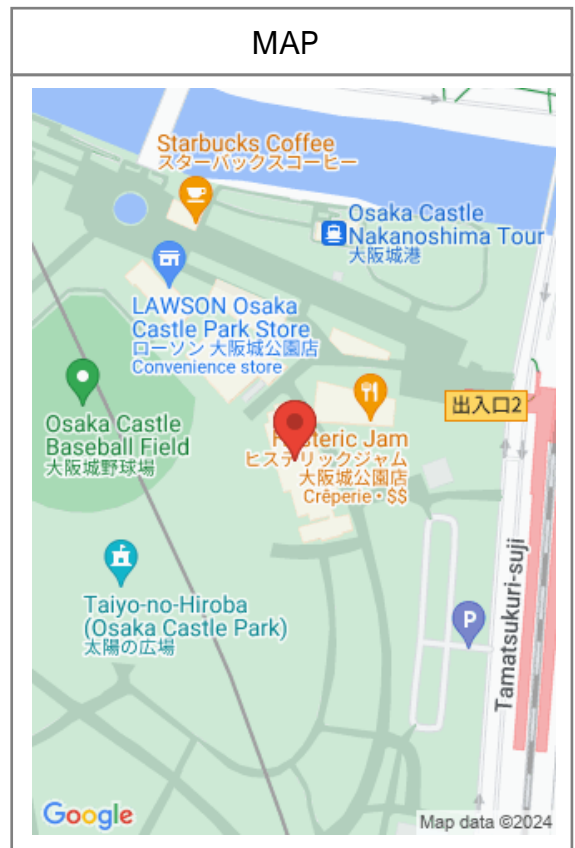 MAP
Starbucks Coffee
スターバックスコーヒー
Osaka Castle
Nakanoshima Tour
大阪城港
LAWSON Osaka
Castle Park Store
ローソン 大阪城公園店
Convenience store
出入口2
Osaka Castle
Baseball Field
大阪城野球場
teric Jam
ヒステリックジャム
大阪城公園店
Crêperie・$$
Taiyo-no-Hiroba
(Osaka Castle Park)
太陽の広場
P
Tamatsukuri-suji
Google
Map data ©2024